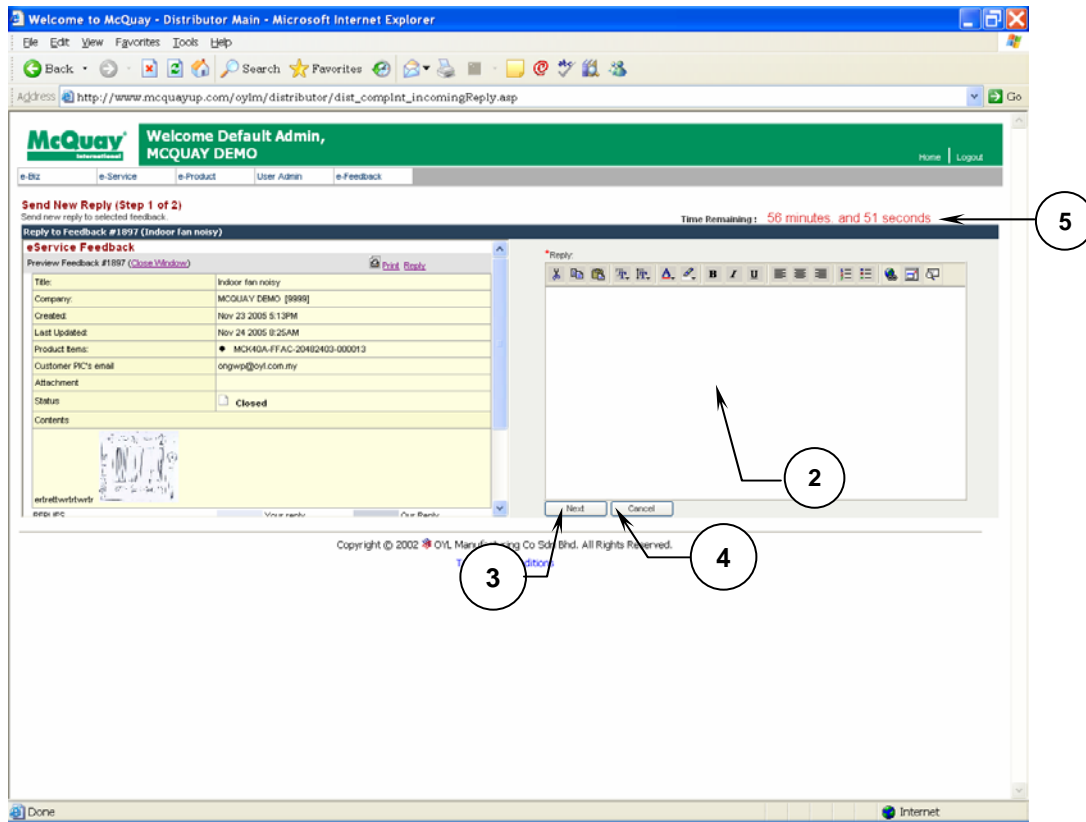 Welcome to McQuay - Distributor Main - Microsoft Internet Explorer
File Edit View Favorites Tools Help
Back Search Favorites
Address http://www.mcquayup.com/oylm/distributor/dist_complnt_incomingReply.asp Go
McQuay International
Welcome Default Admin,
MCQUAY DEMO
Home | Logout
e-Biz e-Service e-Product User Admin e-Feedback
Send New Reply (Step 1 of 2)
Send new reply to selected feedback.
Time Remaining : 56 minutes. and 51 seconds
5
Reply to Feedback #1897 (Indoor fan noisy)
eService Feedback
Preview Feedback #1897 (Close Window) Print Reply
Title: Indoor fan noisy
Company: MCQUAY DEMO [9999]
Created: Nov 23 2005 5:13PM
Last Updated: Nov 24 2005 8:25AM
Product Items: • MCK40A-FFAC-20482403-000013
Customer PIC's email ongwp@oyl.com.my
Attachment
Status Closed
Contents
ertrettwrtrtwrtr
REPLIES Your reply Our Reply
*Reply:
B I U
2
Next Cancel
3
4
Copyright © 2002 OYL Manufacturing Co Sdn Bhd. All Rights Reserved.
Done Internet